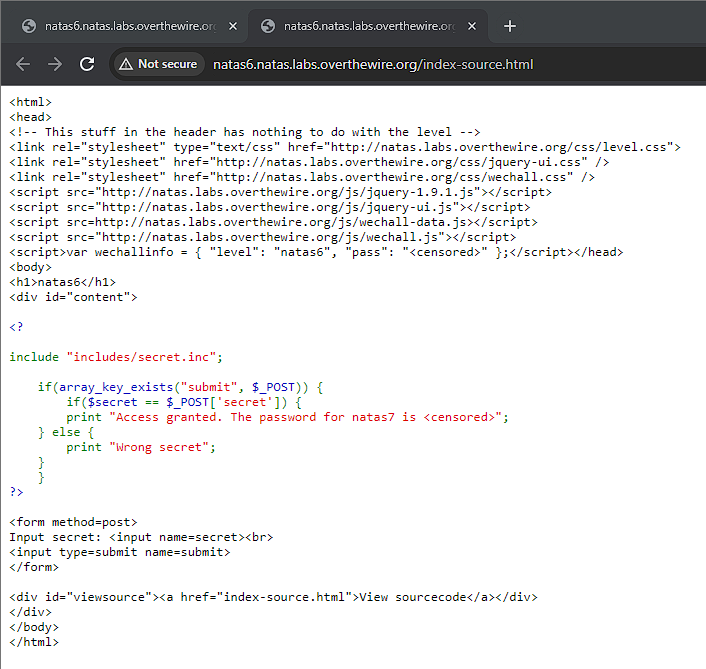 natas6.natas.labs.overthewire.or
natas6.natas.labs.overthewire.or
Not secure
natas6.natas.labs.overthewire.org/index-source.html
<html>
<head>
<!-- This stuff in the header has nothing to do with the level -->
<link rel="stylesheet" type="text/css" href="http://natas.labs.overthewire.org/css/level.css">
<link rel="stylesheet" href="http://natas.labs.overthewire.org/css/jquery-ui.css" />
<link rel="stylesheet" href="http://natas.labs.overthewire.org/css/wechall.css" />
<script src="http://natas.labs.overthewire.org/js/jquery-1.9.1.js"></script>
<script src="http://natas.labs.overthewire.org/js/jquery-ui.js"></script>
<script src=http://natas.labs.overthewire.org/js/wechall-data.js></script>
<script src="http://natas.labs.overthewire.org/js/wechall.js"></script>
<script>var wechallinfo = { "level": "natas6", "pass": "<censored>" };</script></head>
<body>
<h1>natas6</h1>
<div id="content">
<?
include "includes/secret.inc";
if(array_key_exists("submit", $_POST)) {
if($secret == $_POST['secret']) {
print "Access granted. The password for natas7 is <censored>";
} else {
print "Wrong secret";
}
}
?>
<form method=post>
Input secret: <input name=secret><br>
<input type=submit name=submit>
</form>
<div id="viewsource"><a href="index-source.html">View sourcecode</a></div>
</div>
</body>
</html>